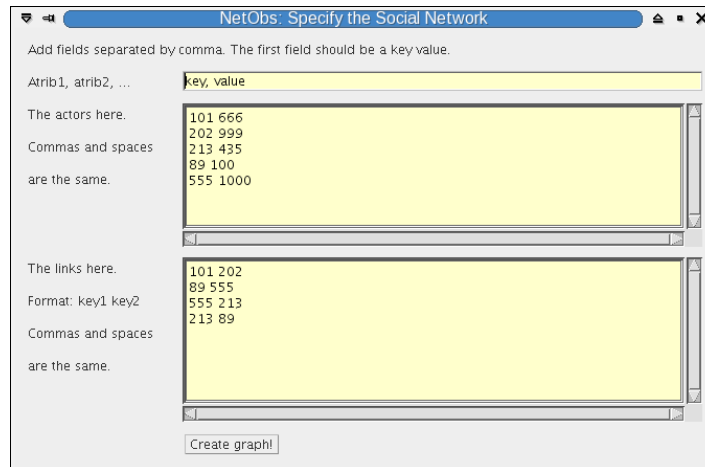 NetObs: Specify the Social Network
Add fields separated by comma. The first field should be a key value.
Atrib1, atrib2, ...
key, value
The actors here.
Commas and spaces
are the same.
101 666
202 999
213 435
89 100
555 1000
The links here.
Format: key1 key2
Commas and spaces
are the same.
101 202
89 555
555 213
213 89
Create graph!